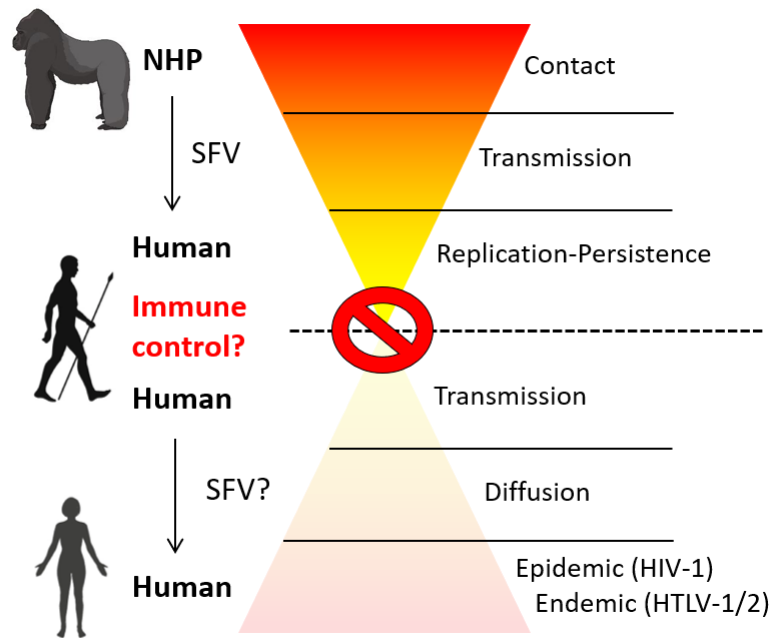 NHP
Contact
SFV
Transmission
Human
Replication-Persistence
Immune
control?
Human
Transmission
SFV?
Diffusion
Human
Epidemic (HIV-1)
Endemic (HTLV-1/2)